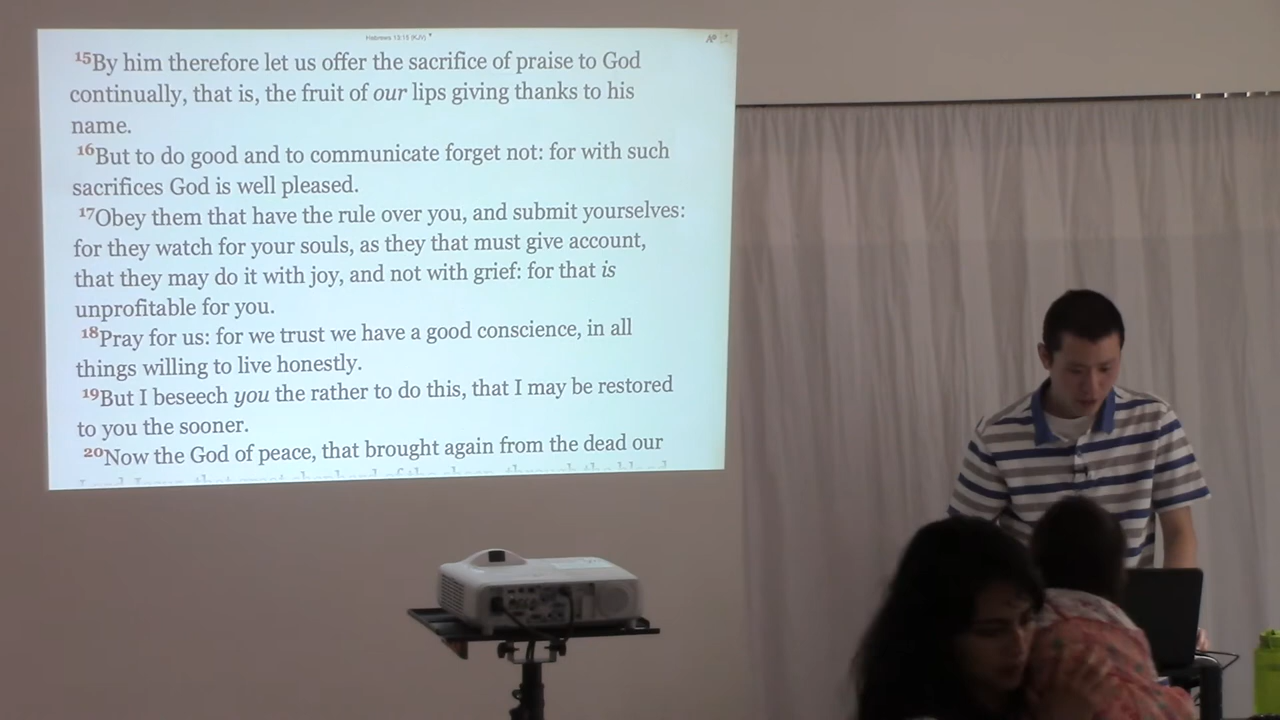 Hebrews 13:15 (KJV)
15By him therefore let us offer the sacrifice of praise to God
continually, that is, the fruit of our lips giving thanks to his
name.
16But to do good and to communicate forget not: for with such
sacrifices God is well pleased.
17Obey them that have the rule over you, and submit yourselves:
for they watch for your souls, as they that must give account,
that they may do it with joy, and not with grief: for that is
unprofitable for you.
18Pray for us: for we trust we have a good conscience, in all
things willing to live honestly.
19But I beseech you the rather to do this, that I may be restored
to you the sooner.
20Now the God of peace, that brought again from the dead our